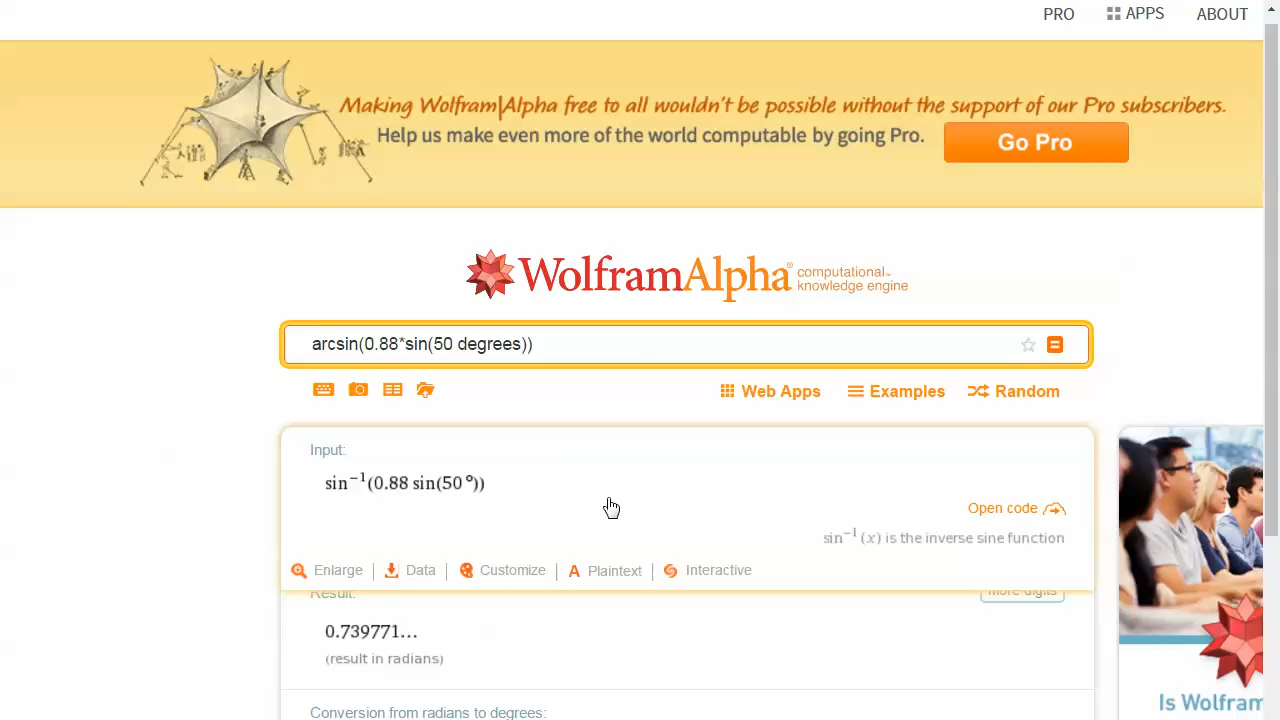 PRO APPS ABOUT
Making Wolfram|Alpha free to all wouldn't be possible without the support of our Pro subscribers.
Help us make even more of the world computable by going Pro.
Go Pro
WolframAlpha® computational™
knowledge engine
arcsin(0.88*sin(50 degrees))
Web Apps Examples Random
Input:
sin⁻¹(0.88 sin(50°))
Open code
sin⁻¹(x) is the inverse sine function
Enlarge Data Customize A Plaintext Interactive
Result: more digits
0.739771…
(result in radians)
Conversion from radians to degrees:
Is Wolfram